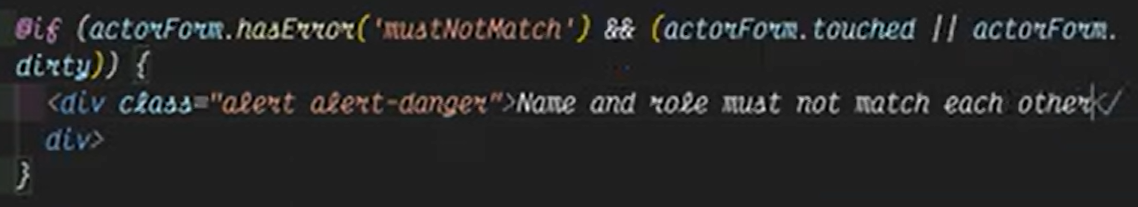 @if (actorForm.hasError('mustNotMatch') && (actorForm.touched || actorForm.
dirty)) {
<div class="alert alert-danger">Name and role must not match each other</
div>
}